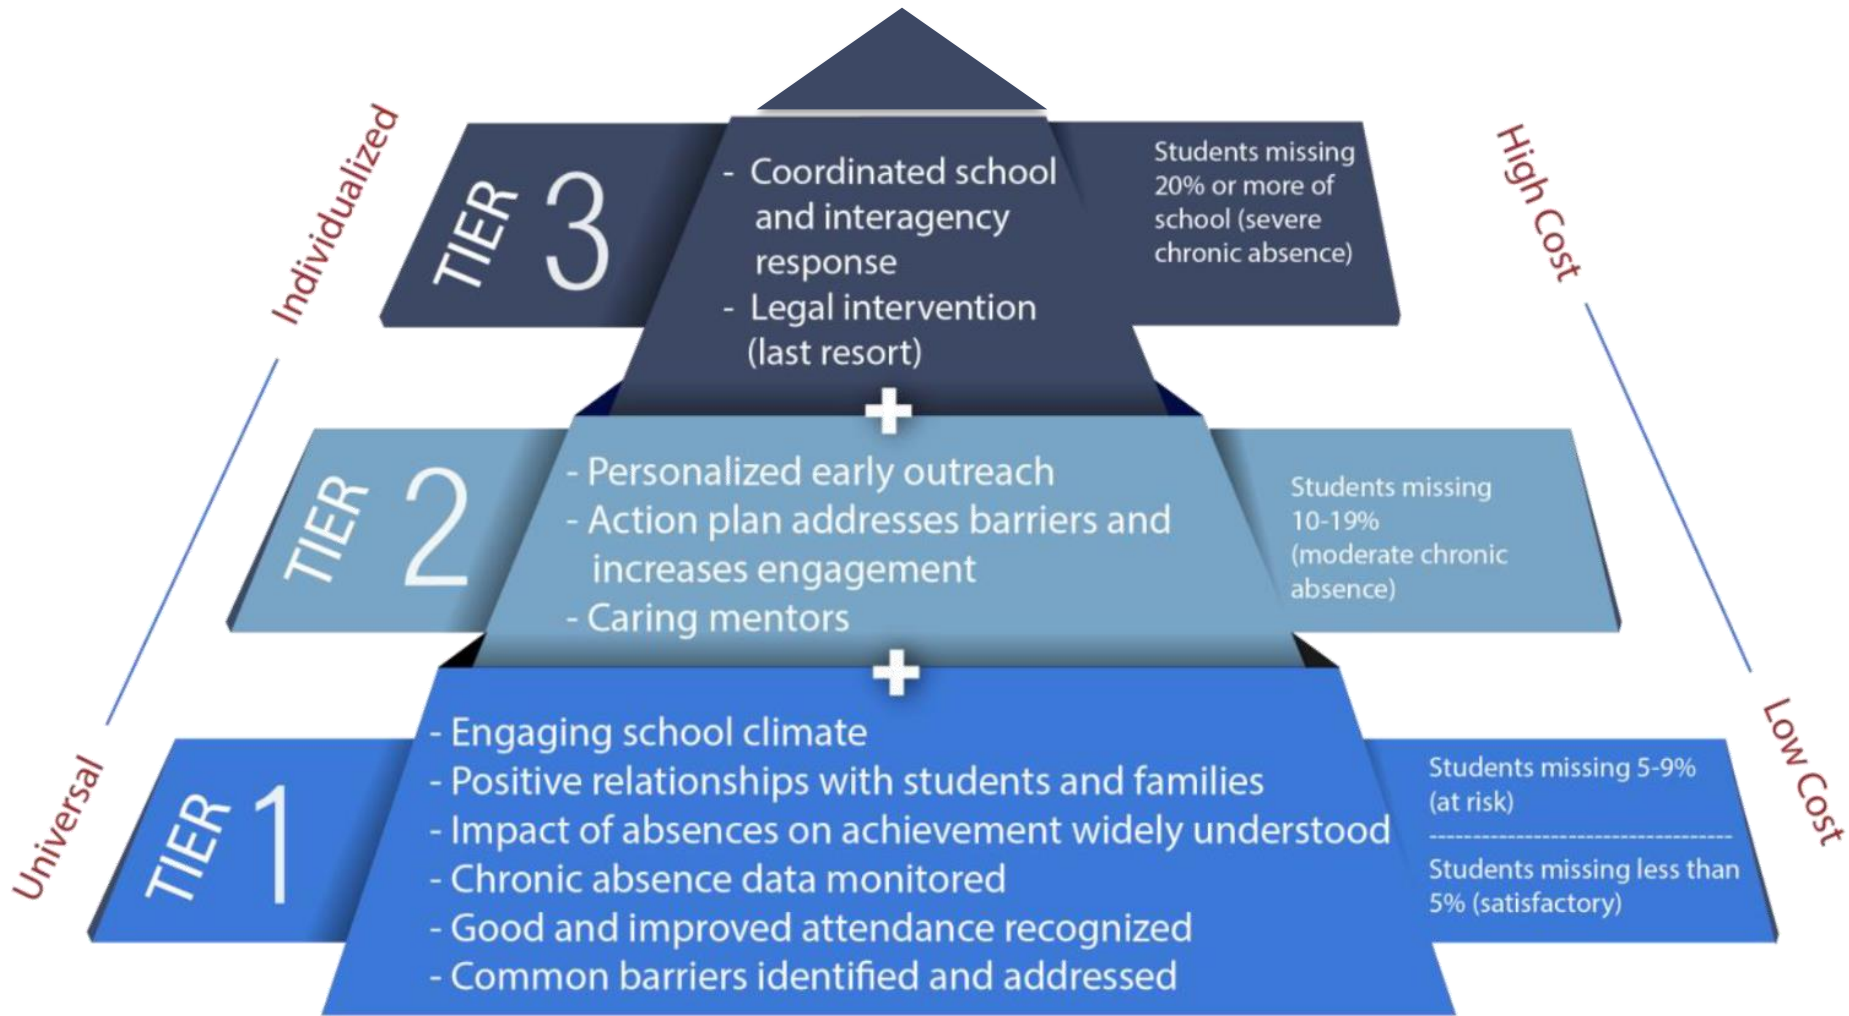 Individualized
Universal
High Cost
Low Cost
TIER 3
- Coordinated school
and interagency
response
- Legal intervention
(last resort)
Students missing
20% or more of
school (severe
chronic absence)
+
TIER 2
- Personalized early outreach
- Action plan addresses barriers and
increases engagement
- Caring mentors
Students missing
10-19%
(moderate chronic
absence)
+
TIER 1
- Engaging school climate
- Positive relationships with students and families
- Impact of absences on achievement widely understood
- Chronic absence data monitored
- Good and improved attendance recognized
- Common barriers identified and addressed
Students missing 5-9%
(at risk)
Students missing less than
5% (satisfactory)